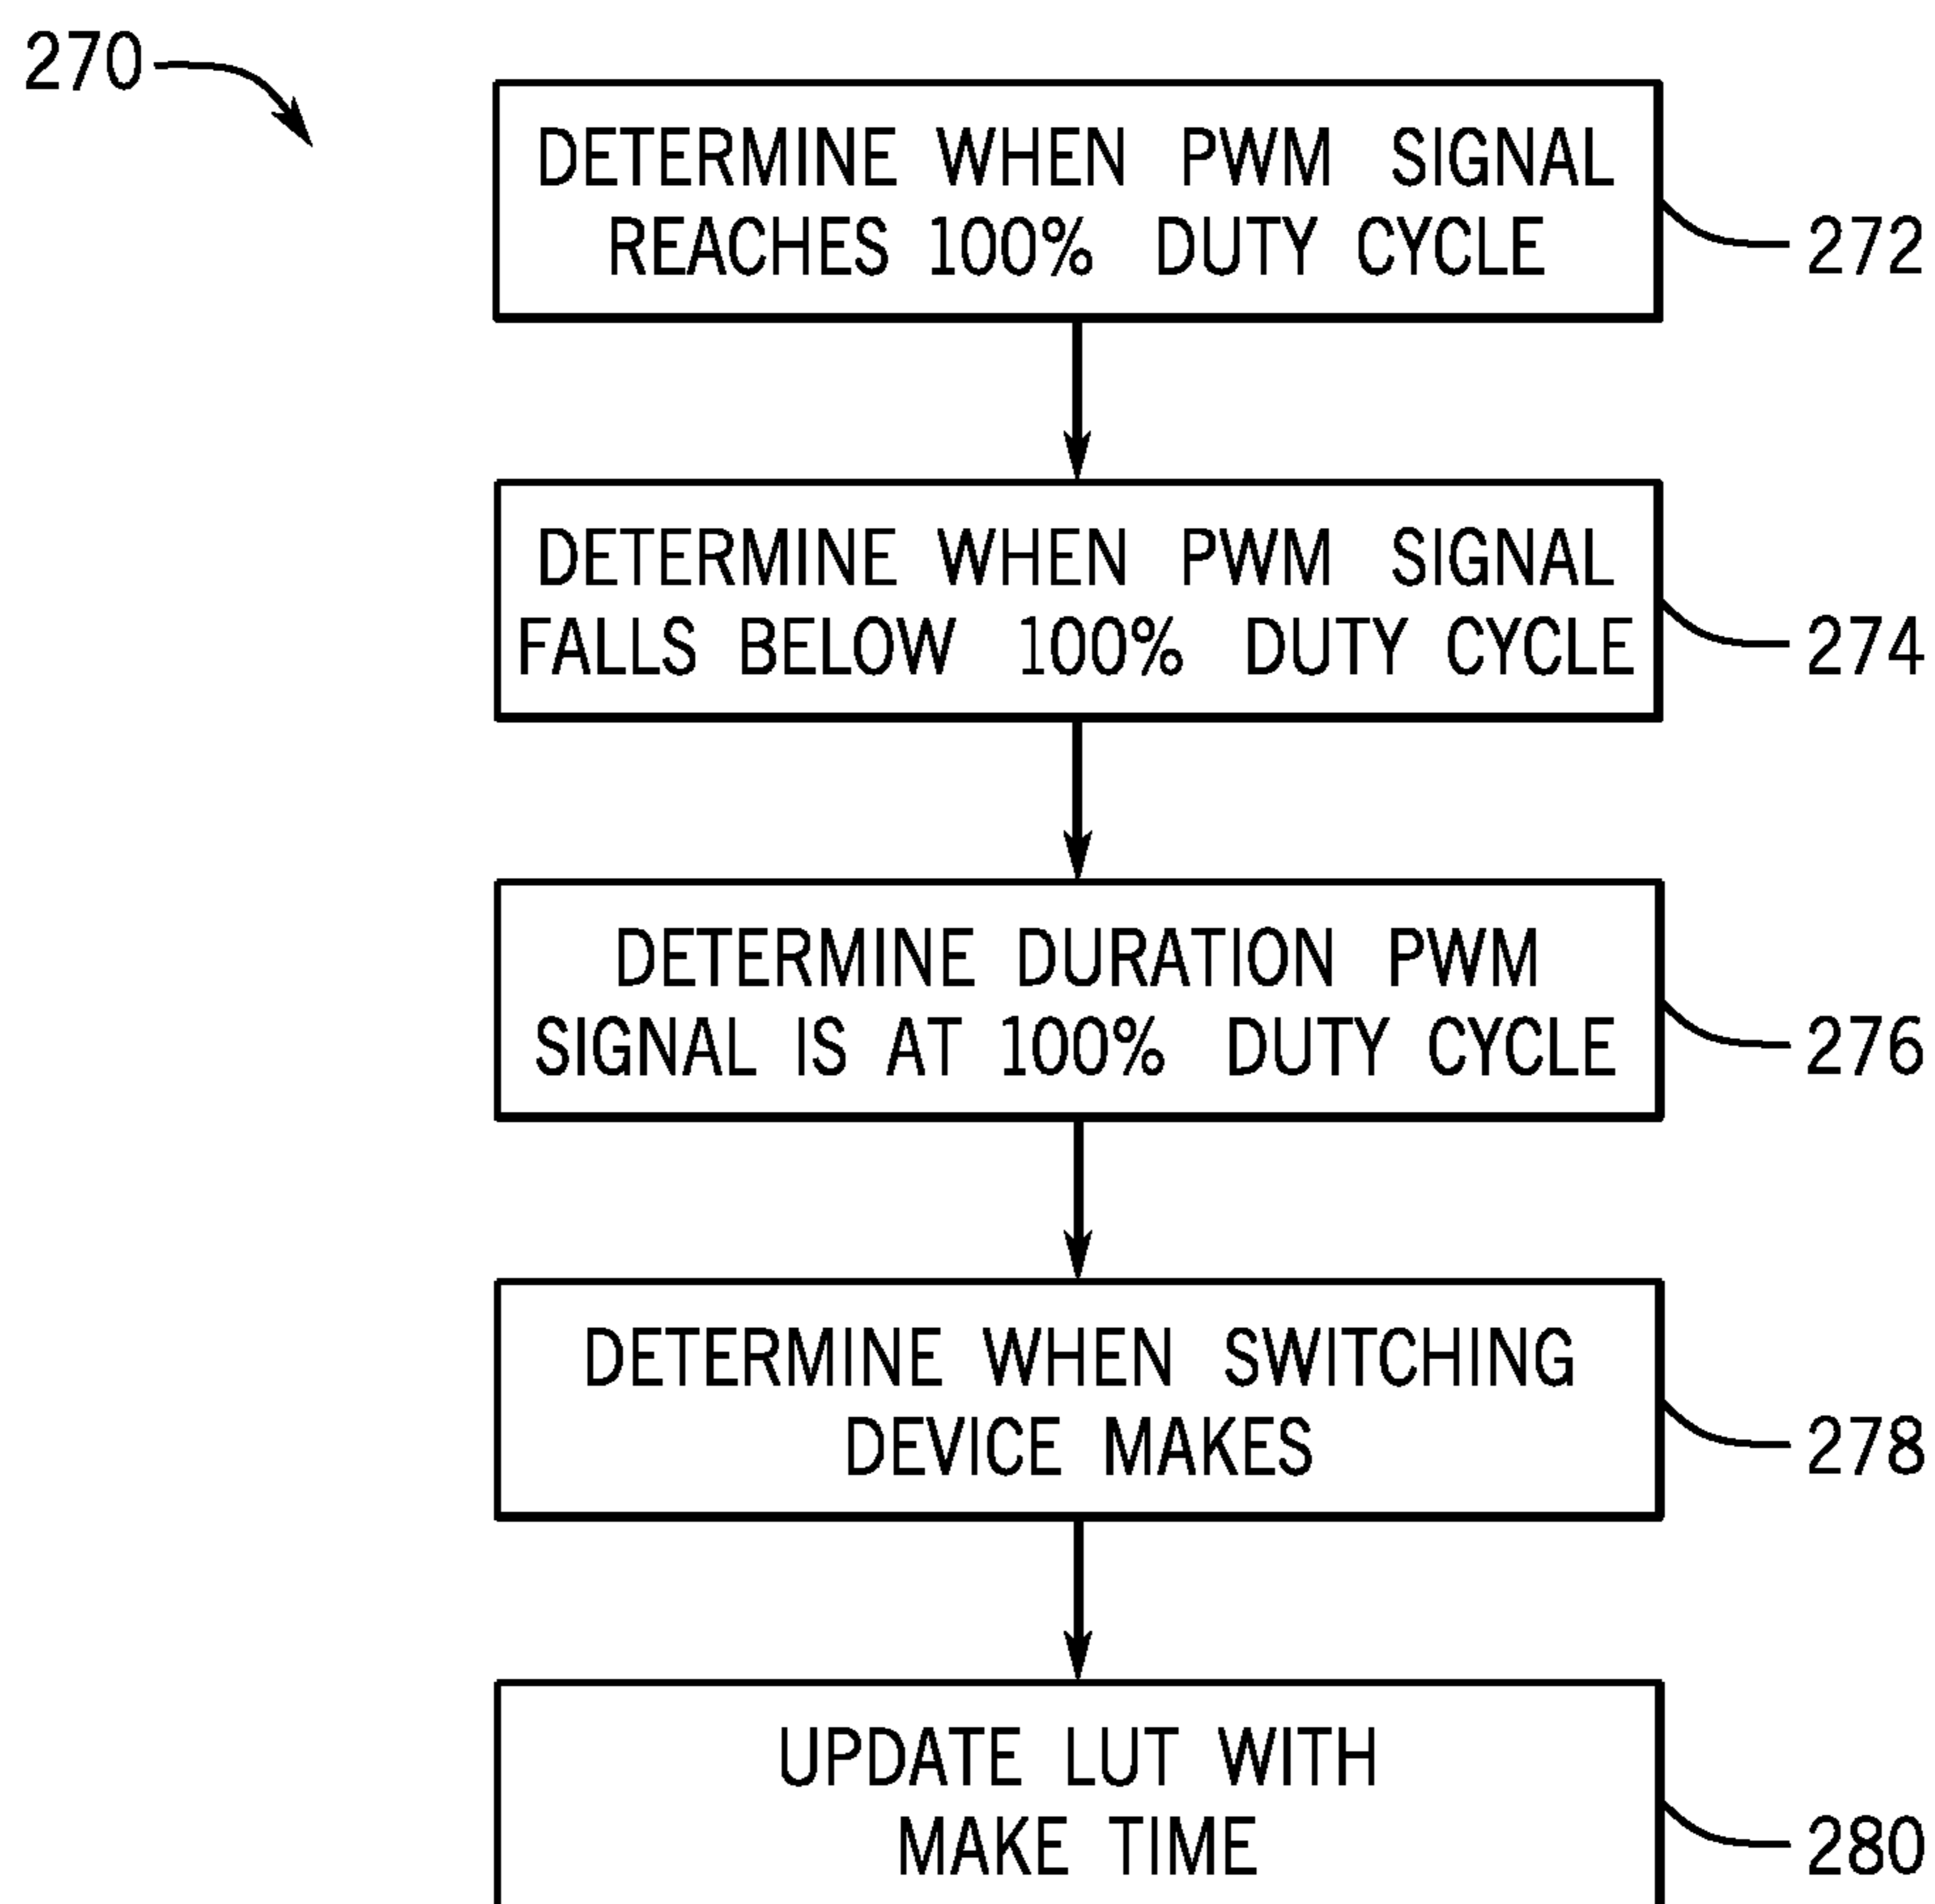 270
DETERMINE WHEN PWM SIGNAL
REACHES 100% DUTY CYCLE
272
DETERMINE WHEN PWM SIGNAL
FALLS BELOW 100% DUTY CYCLE
274
DETERMINE DURATION PWM
SIGNAL IS AT 100% DUTY CYCLE
276
DETERMINE WHEN SWITCHING
DEVICE MAKES
278
UPDATE LUT WITH
MAKE TIME
280